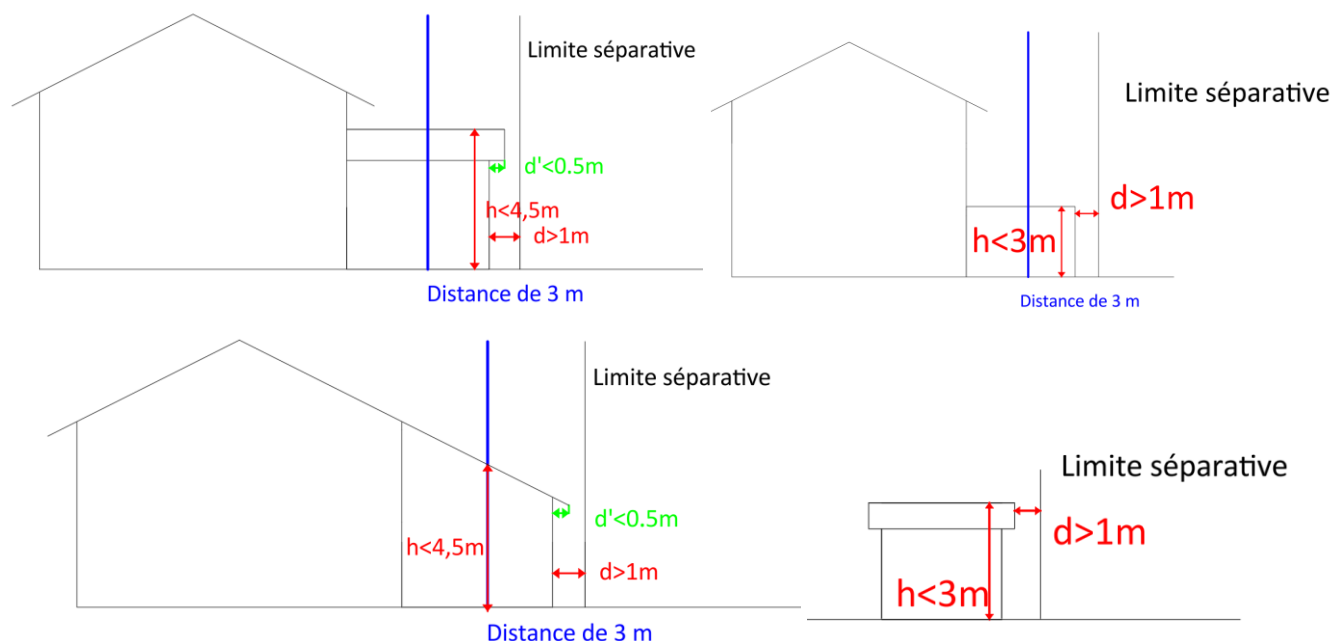 Limite séparative
d'<0.5m
h<4,5m
d>1m
Distance de 3 m
Limite séparative
d>1m
h<3m
Distance de 3 m
Limite séparative
d'<0.5m
h<4,5m
d>1m
Distance de 3 m
Limite séparative
d>1m
h<3m